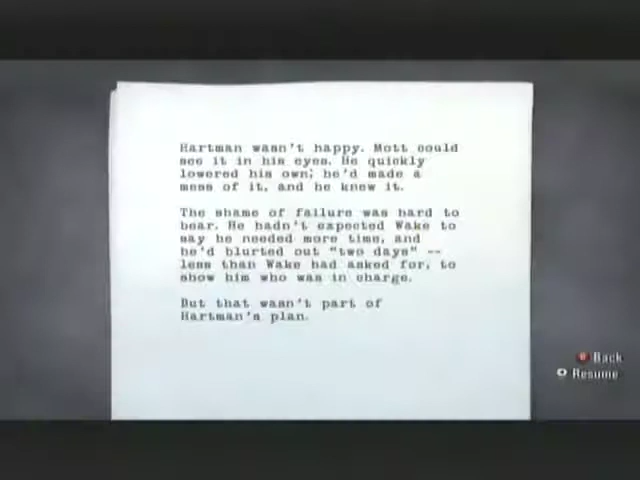 Hartman wasn't happy. Mott could
see it in his eyes. He quickly
lowered his own; he'd made a
mess of it, and he knew it.
The shame of failure was hard to
bear. He hadn't expected Wake to
say he needed more time, and
he'd blurted out "two days" --
less than Wake had asked for, to
show him who was in charge.
But that wasn't part of
Hartman's plan.
Back
Resume